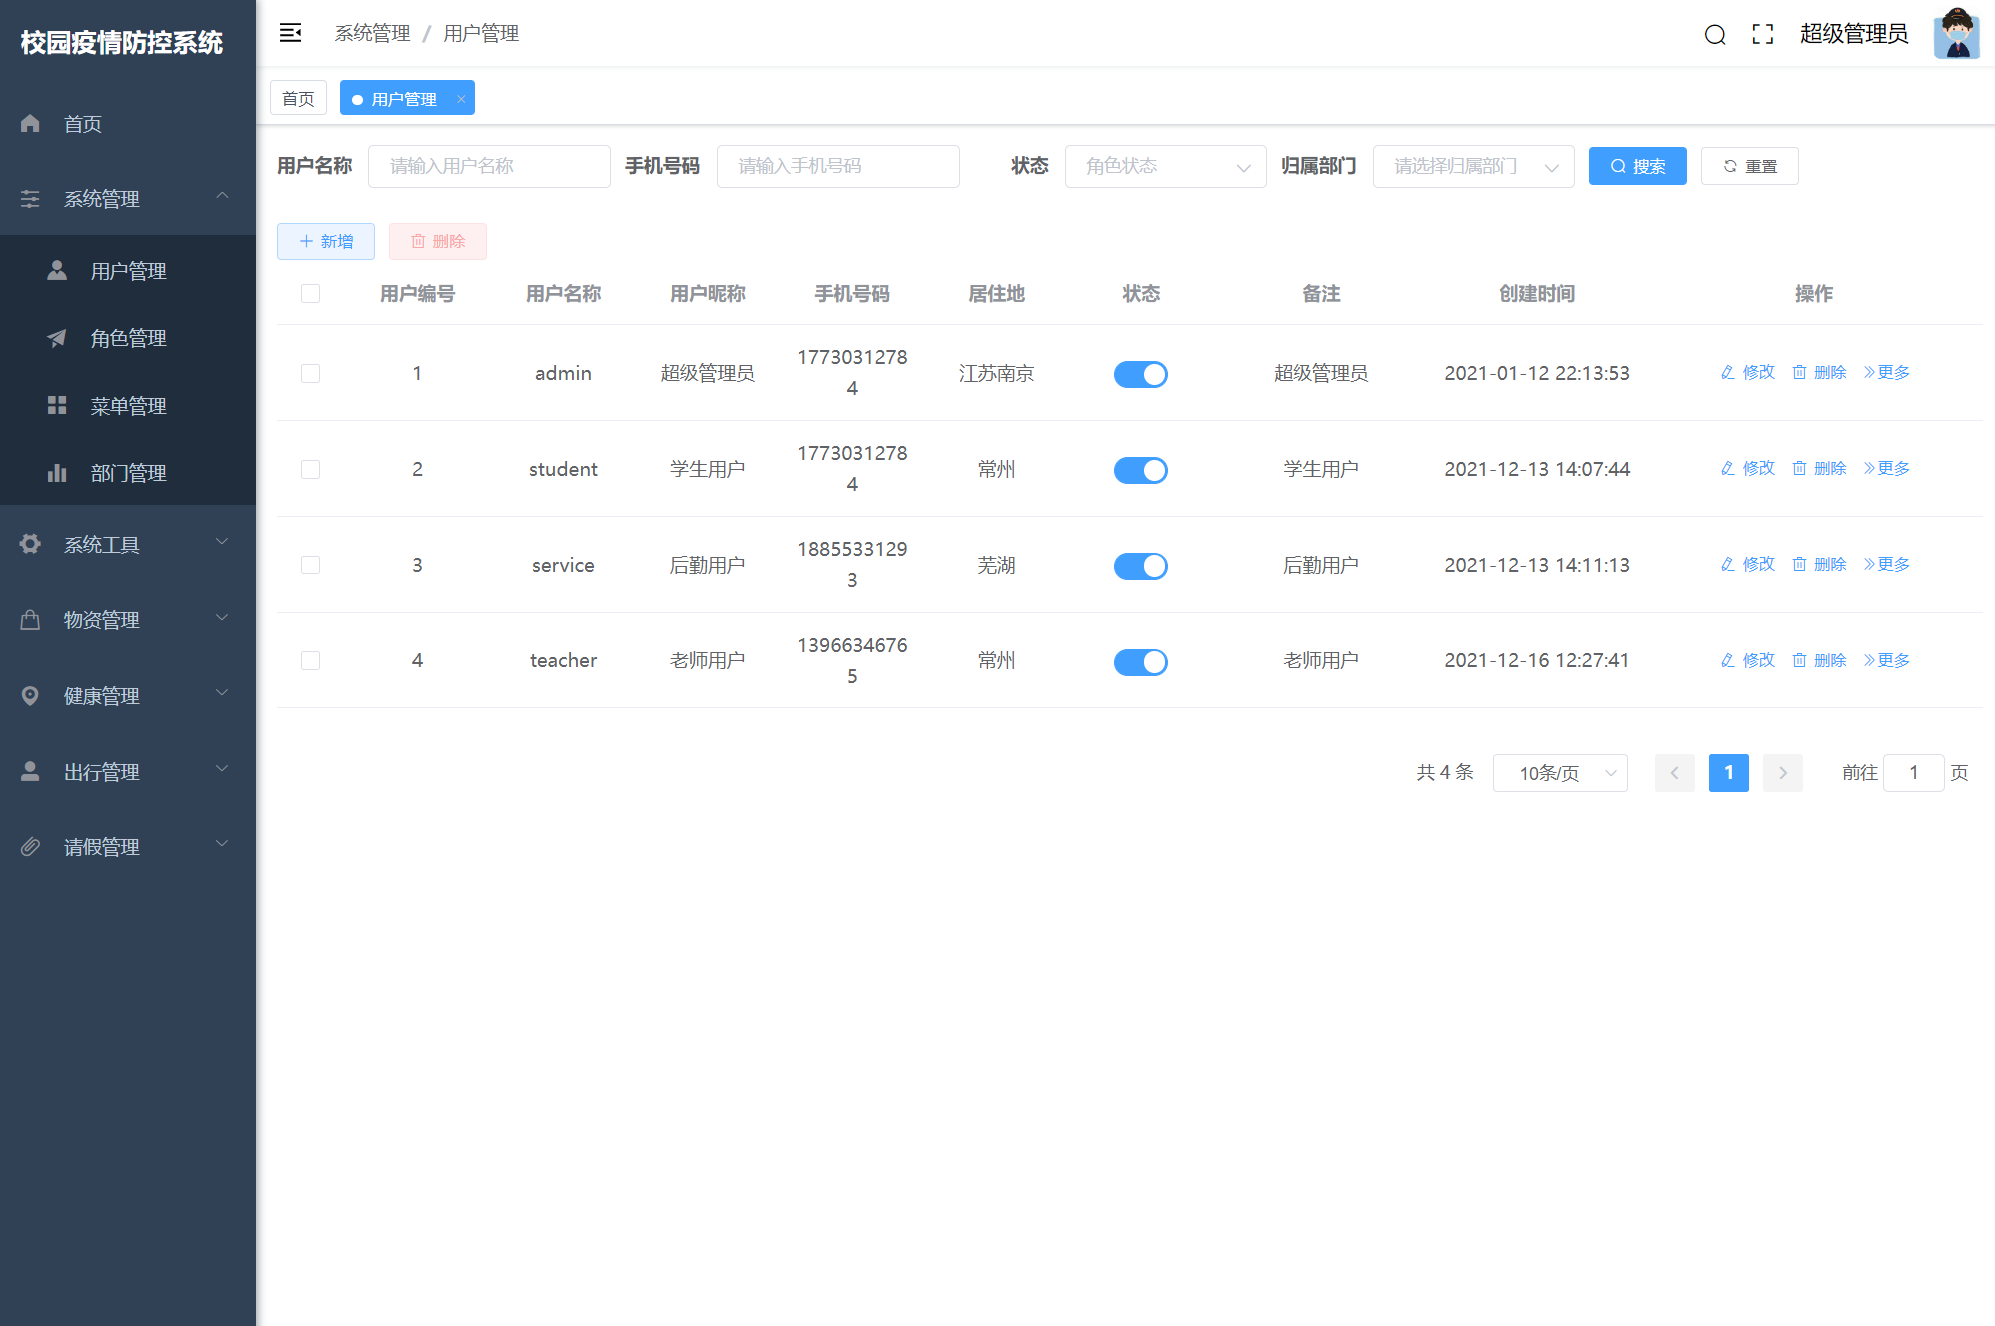 校园疫情防控系统
首页
系统管理
用户管理
角色管理
菜单管理
部门管理
系统工具
物资管理
健康管理
出行管理
请假管理
系统管理 / 用户管理
超级管理员
首页
用户管理 ×
用户名称 请输入用户名称 手机号码 请输入手机号码 状态 角色状态 归属部门 请选择归属部门 搜索 重置
新增 删除
用户编号 用户名称 用户昵称 手机号码 居住地 状态 备注 创建时间 操作
1 admin 超级管理员 1773031278 江苏南京 超级管理员 2021-01-12 22:13:53 修改 删除 更多
4
2 student 学生用户 1773031278 常州 学生用户 2021-12-13 14:07:44 修改 删除 更多
4
3 service 后勤用户 1885533129 芜湖 后勤用户 2021-12-13 14:11:13 修改 删除 更多
3
4 teacher 老师用户 1396634676 常州 老师用户 2021-12-16 12:27:41 修改 删除 更多
5
共 4 条 10条/页 1 前往 1 页